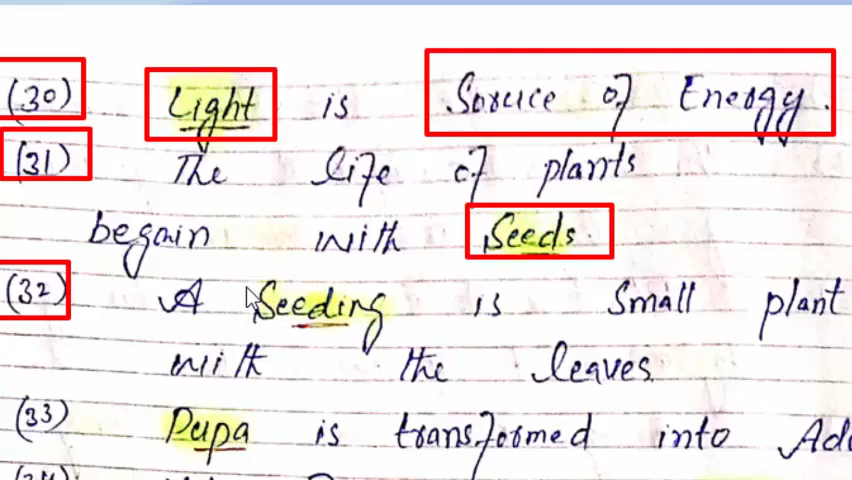 (30) Light is Soruice of Energy.
(31) The life of plants
begain with Seeds.
(32) A Seeding is Small plant
with the leaves
(33) Pupa is transformed into